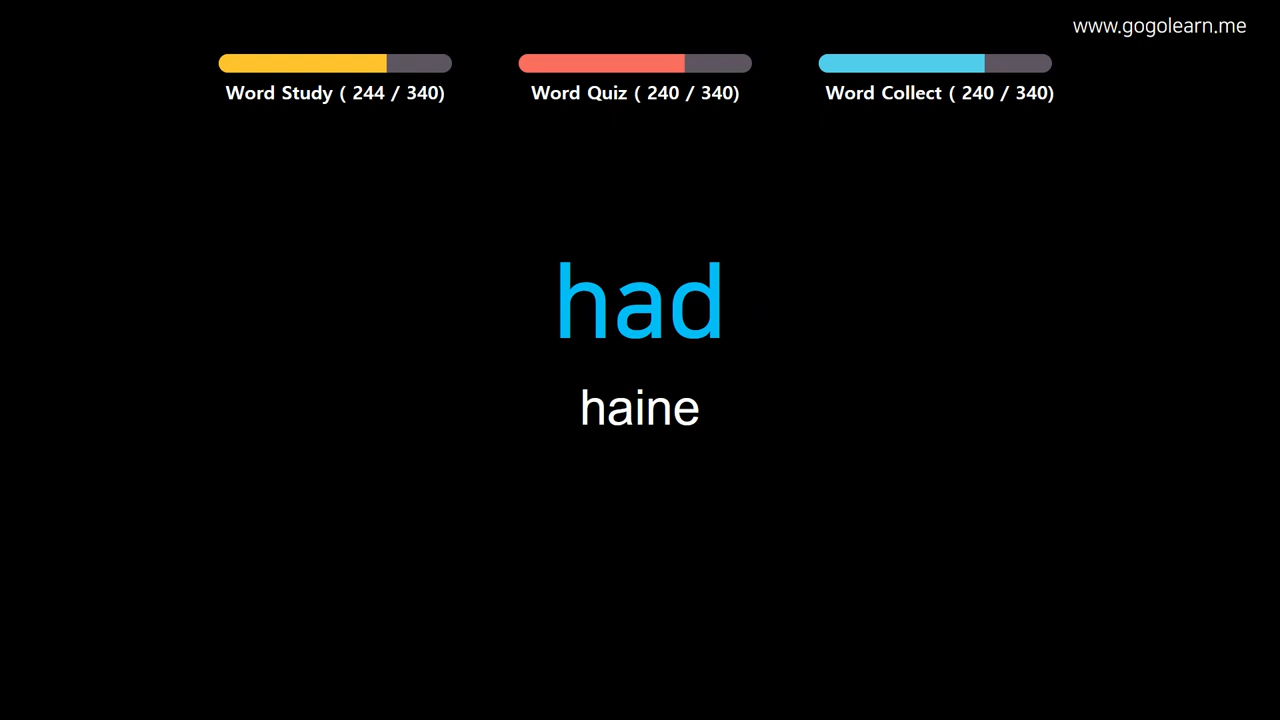 www.gogolearn.me
Word Study ( 244 / 340)
Word Quiz ( 240 / 340)
Word Collect ( 240 / 340)
had
haine